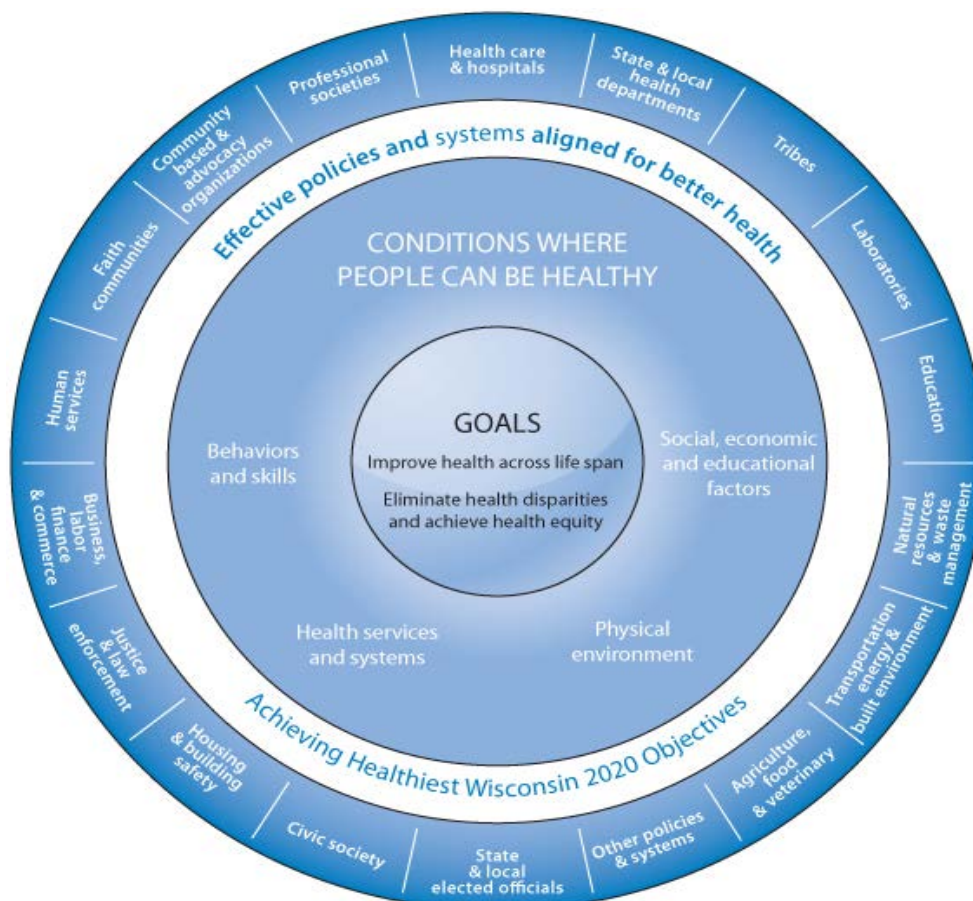 Health care
& hospitals
State & local
health
departments
Tribes
Laboratories
Education
Natural
resources
& waste
management
Transportation
energy &
built environment
Agriculture,
food
& veterinary
Other policies
& systems
State
& local
elected officials
Civic society
Housing
& building
safety
Justice
& law
enforcement
Business,
labor
finance
& commerce
Human
services
Faith
communities
Community
based &
advocacy
organizations
Professional
societies
Effective policies and systems aligned for better health
CONDITIONS WHERE
PEOPLE CAN BE HEALTHY
GOALS
Improve health across life span
Eliminate health disparities
and achieve health equity
Behaviors
and skills
Social, economic
and educational
factors
Health services
and systems
Physical
environment
Achieving Healthiest Wisconsin 2020 Objectives